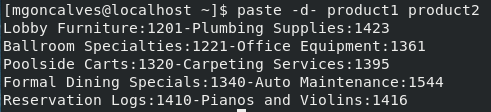 [mgoncalves@localhost ~]$ paste -d- product1 product2
Lobby Furniture:1201-Plumbing Supplies:1423
Ballroom Specialties:1221-Office Equipment:1361
Poolside Carts:1320-Carpeting Services:1395
Formal Dining Specials:1340-Auto Maintenance:1544
Reservation Logs:1410-Pianos and Violins:1416